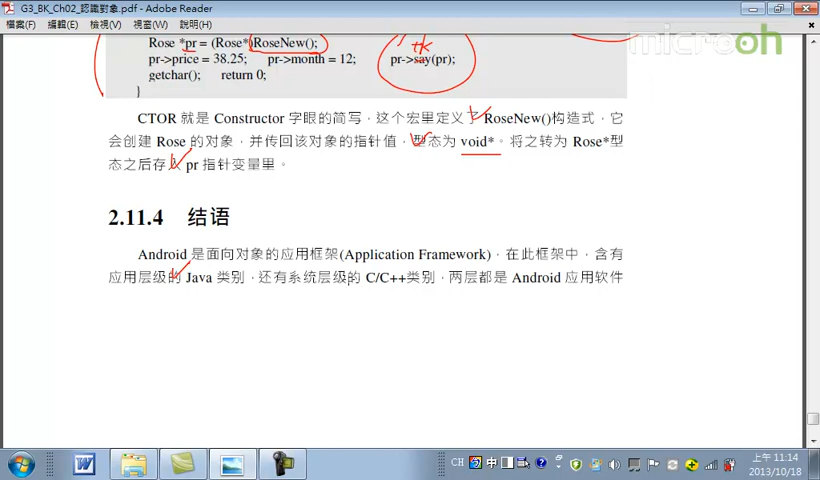 G3_BK_Ch02_認識對象.pdf - Adobe Reader
檔案(F) 編輯(E) 檢視(V) 視窗(W) 說明(H)
microoh
Rose *pr = (Rose*)RoseNew();
tk
pr->price = 38.25; pr->month = 12; pr->say(pr);
getchar(); return 0;
}
CTOR 就是 Constructor 字眼的简写，这个宏里定义了 RoseNew()构造式，它
会创建 Rose 的对象，并传回该对象的指针值，型态为 void*。将之转为 Rose*型
态之后存入 pr 指针变量里。
2.11.4 结语
Android 是面向对象的应用框架(Application Framework)，在此框架中，含有
应用层级的 Java 类别，还有系统层级的 C/C++类别，两层都是 Android 应用软件
CH 中
上午 11:14
2013/10/18